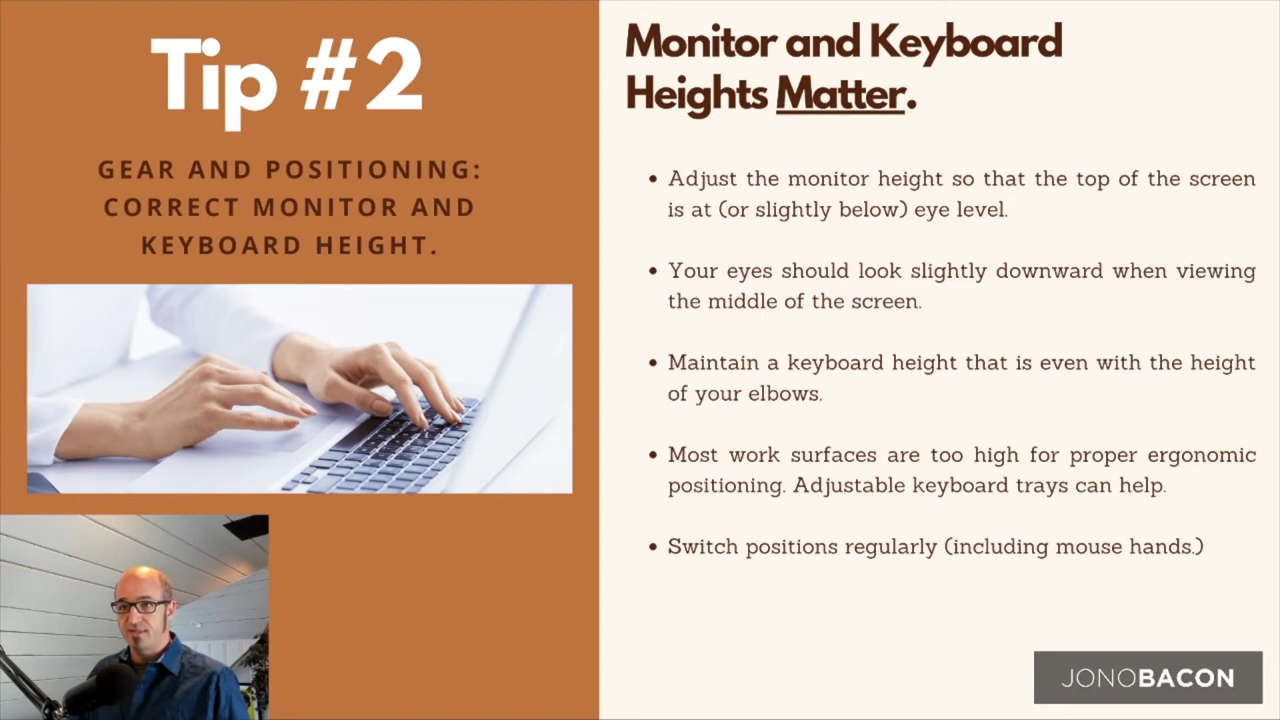 Tip #2
GEAR AND POSITIONING:
CORRECT MONITOR AND
KEYBOARD HEIGHT.
Monitor and Keyboard
Heights Matter.
• Adjust the monitor height so that the top of the screen
is at (or slightly below) eye level.
• Your eyes should look slightly downward when viewing
the middle of the screen.
• Maintain a keyboard height that is even with the height
of your elbows.
• Most work surfaces are too high for proper ergonomic
positioning. Adjustable keyboard trays can help.
• Switch positions regularly (including mouse hands.)
JONOBACON